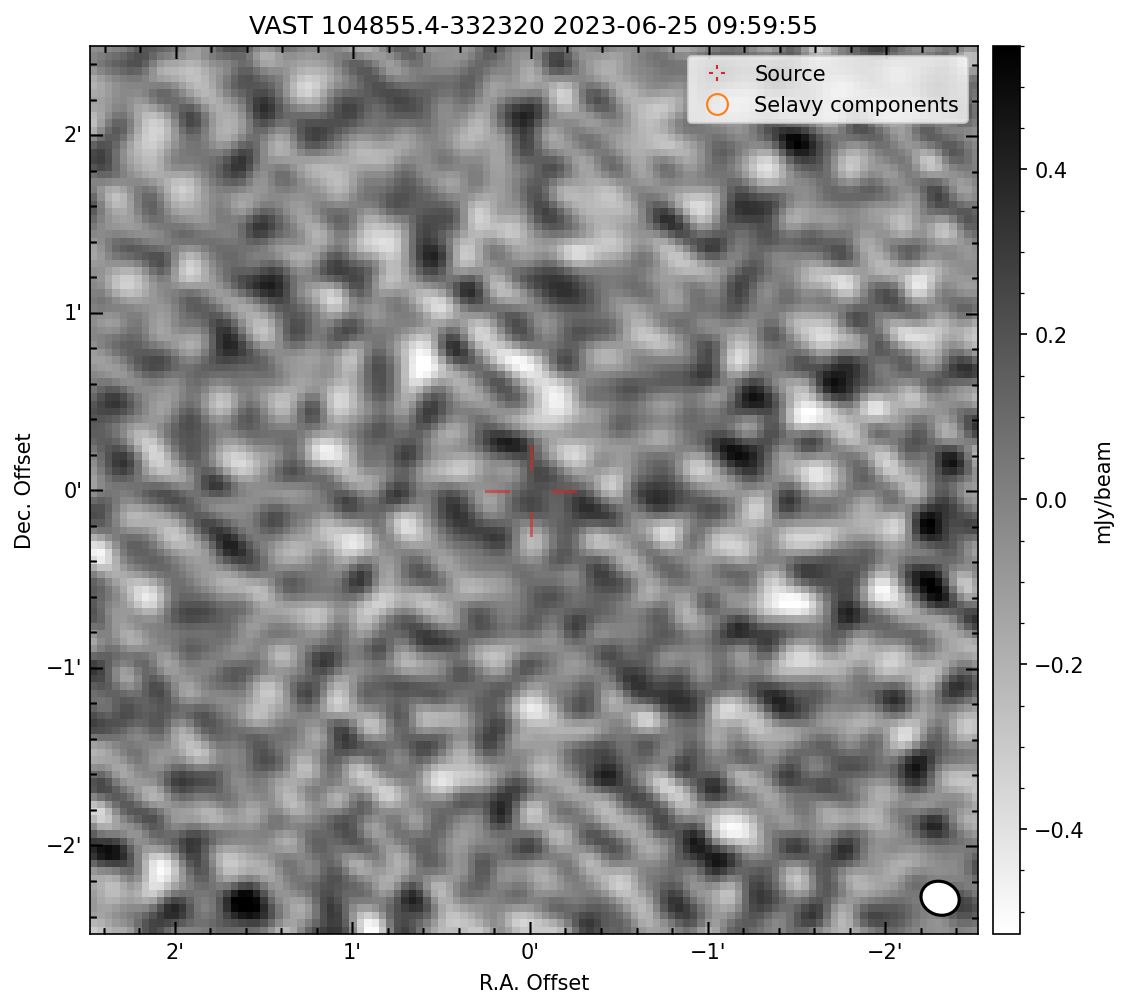 VAST 104855.4-332320 2023-06-25 09:59:55
Source
Selavy components
2'
1'
0'
−1'
−2'
Dec. Offset
2'
1'
0'
−1'
−2'
R.A. Offset
0.4
0.2
0.0
−0.2
−0.4
mJy/beam